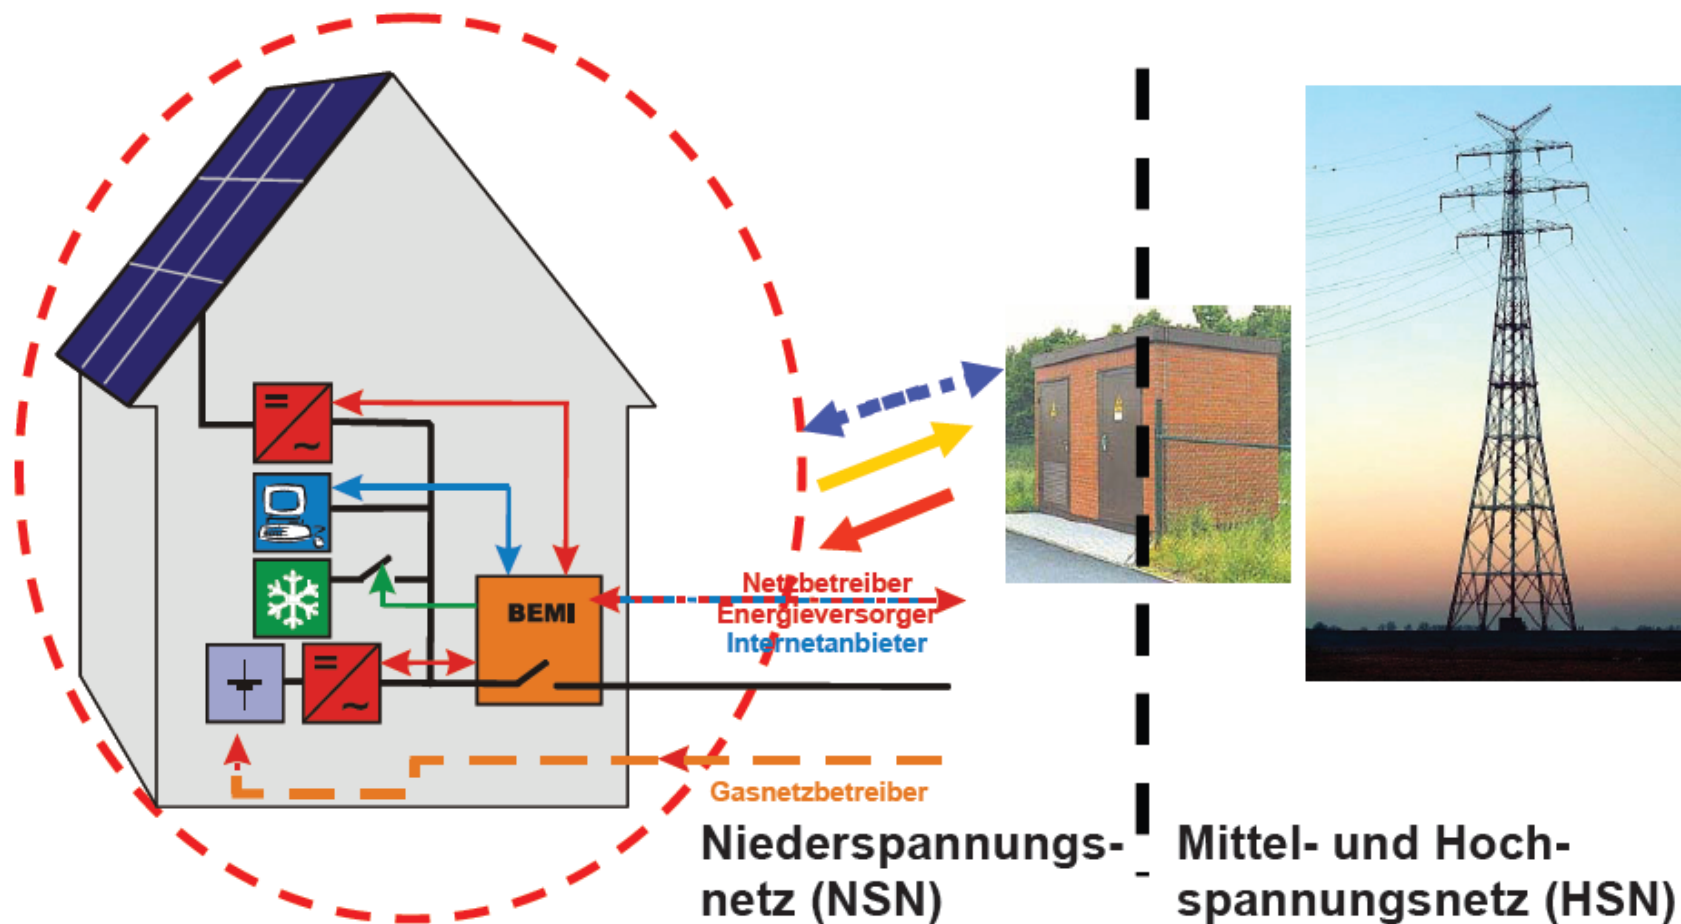 BEMI
Netzbetreiber
Energieversorger
Internetanbieter
Gasnetzbetreiber
Niederspannungs-
netz (NSN)
Mittel- und Hoch-
spannungsnetz (HSN)